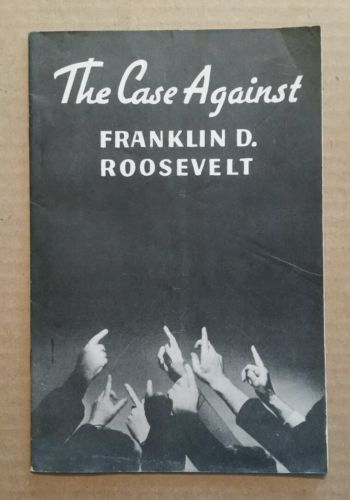 The Case Against
FRANKLIN D.
ROOSEVELT